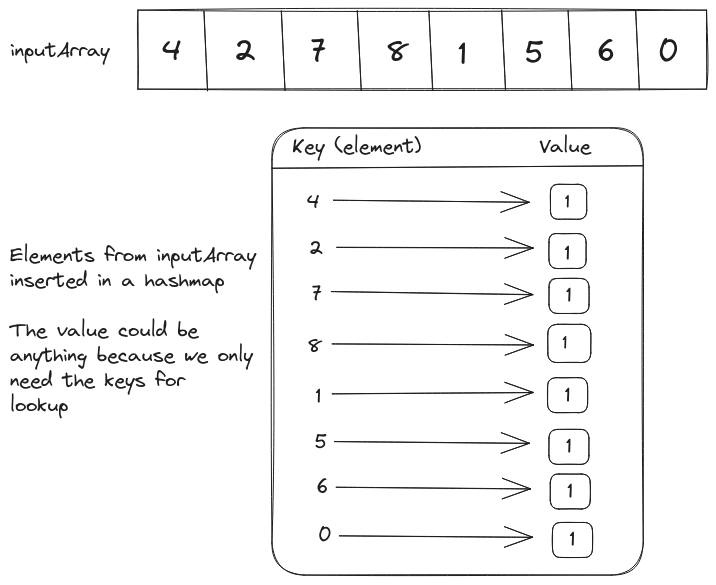 inputArray 4 2 7 8 1 5 6 0
Key (element) Value
4 1
2 1
7 1
8 1
1 1
5 1
6 1
0 1
Elements from inputArray
inserted in a hashmap
The value could be
anything because we only
need the keys for
lookup